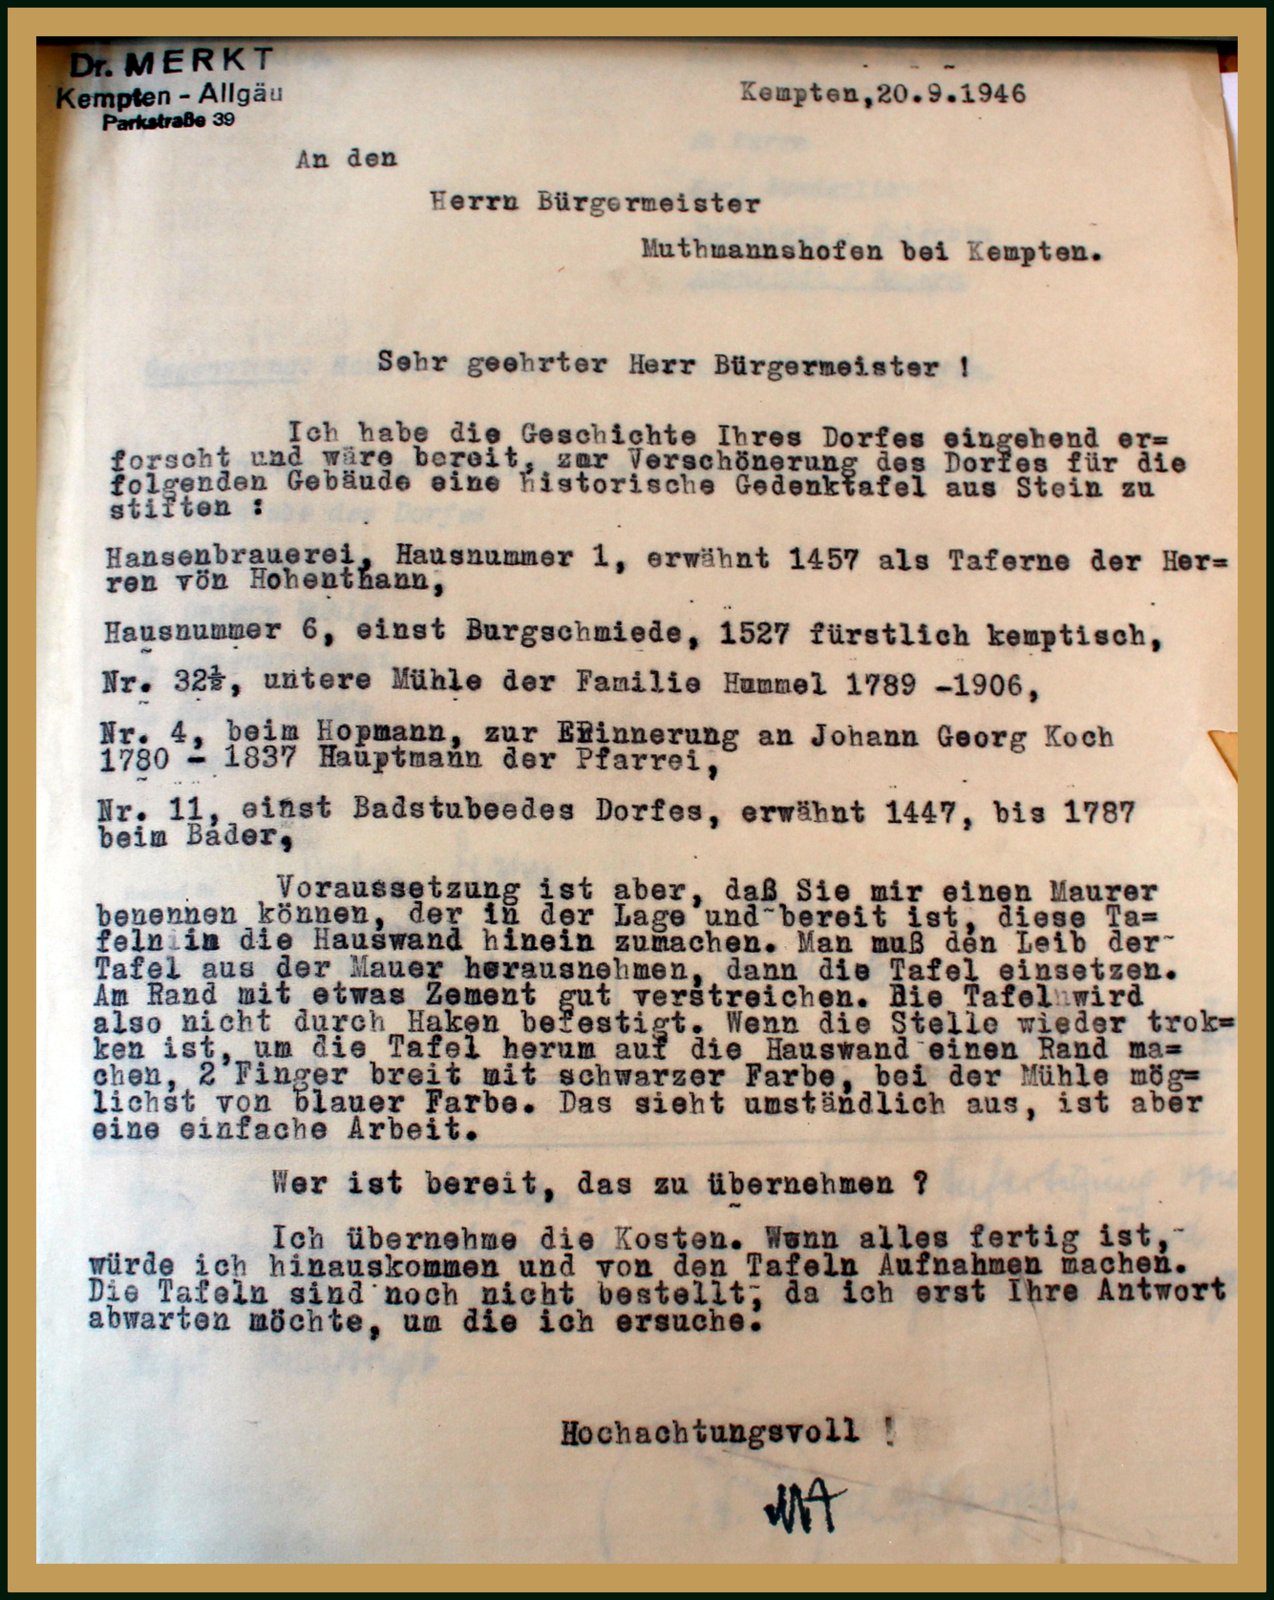 Dr. MERKT
Kempten - Allgäu
Parkstraße 39
Kempten,20.9.1946
An den
Herrn Bürgermeister
Muthmannshofen bei Kempten.
Sehr geehrter Herr Bürgermeister !
Ich habe die Geschichte Ihres Dorfes eingehend er=
forscht und wäre bereit, zur Verschönerung des Dorfes für die
folgenden Gebäude eine historische Gedenktafel aus Stein zu
stiften :
Hansenbrauerei, Hausnummer 1, erwähnt 1457 als Taferne der Her=
ren vön Hohenthann,
Hausnummer 6, einst Burgschmiede, 1527 fürstlich kemptisch,
Nr. 32½, untere Mühle der Familie Hummel 1789 -1906,
Nr. 4, beim Hopmann, zur ERinnerung an Johann Georg Koch
1780 - 1837 Hauptmann der Pfarrei,
Nr. 11, einst Badstubeedes Dorfes, erwähnt 1447, bis 1787
beim Bader,
Voraussetzung ist aber, daß Sie mir einen Maurer
benennen können, der in der Lage und bereit ist, diese Ta=
feln in die Hauswand hinein zumachen. Man muß den Leib der
Tafel aus der Mauer herausnehmen, dann die Tafel einsetzen.
Am Rand mit etwas Zement gut verstreichen. Die Tafel wird
also nicht durch Haken befestigt. Wenn die Stelle wieder trok=
ken ist, um die Tafel herum auf die Hauswand einen Rand ma=
chen, 2 Finger breit mit schwarzer Farbe, bei der Mühle mög=
lichst von blauer Farbe. Das sieht umständlich aus, ist aber
eine einfache Arbeit.
Wer ist bereit, das zu übernehmen ?
Ich übernehme die Kosten. Wenn alles fertig ist,
würde ich hinauskommen und von den Tafeln Aufnahmen machen.
Die Tafeln sind noch nicht bestellt, da ich erst Ihre Antwort
abwarten möchte, um die ich ersuche.
Hochachtungsvoll !